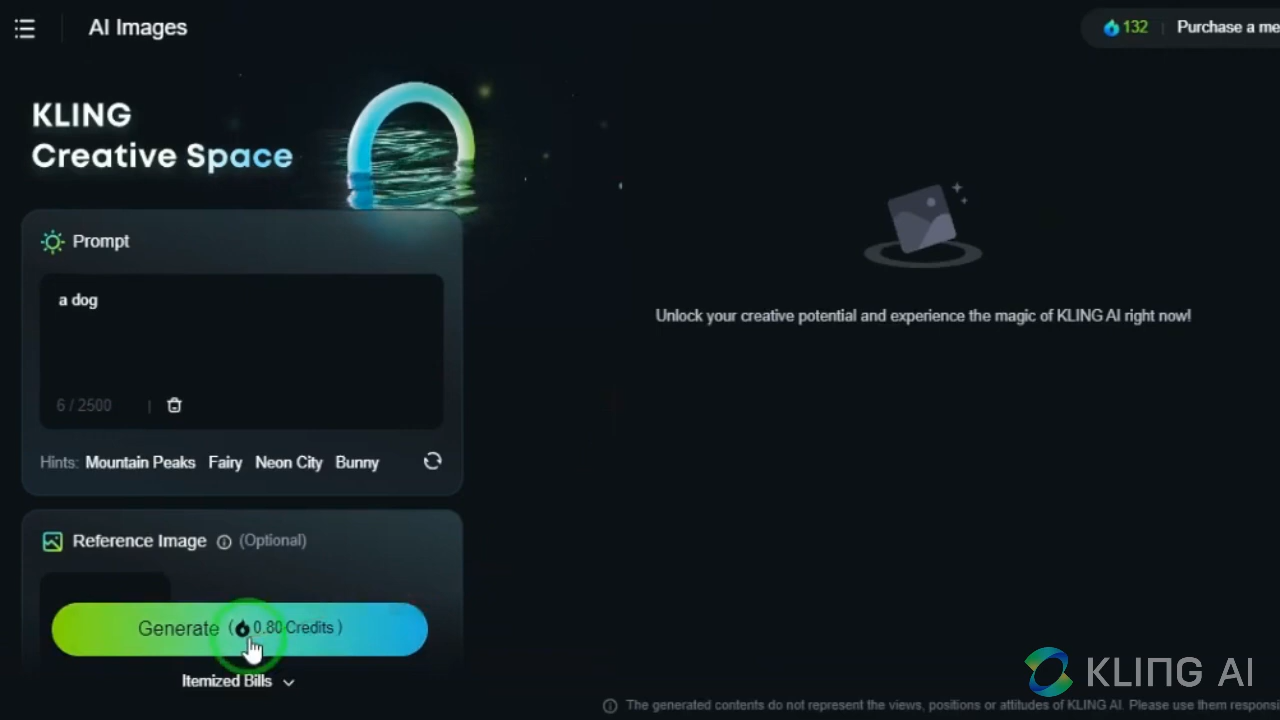 AI Images
132 | Purchase a me
KLING
Creative Space
Prompt
a dog
6 / 2500 |
Hints: Mountain Peaks Fairy Neon City Bunny
Reference Image (Optional)
Generate ( 0.80 Credits )
Itemized Bills
Unlock your creative potential and experience the magic of KLING AI right now!
KLING AI
The generated contents do not represent the views, positions or attitudes of KLING AI. Please use them responsi